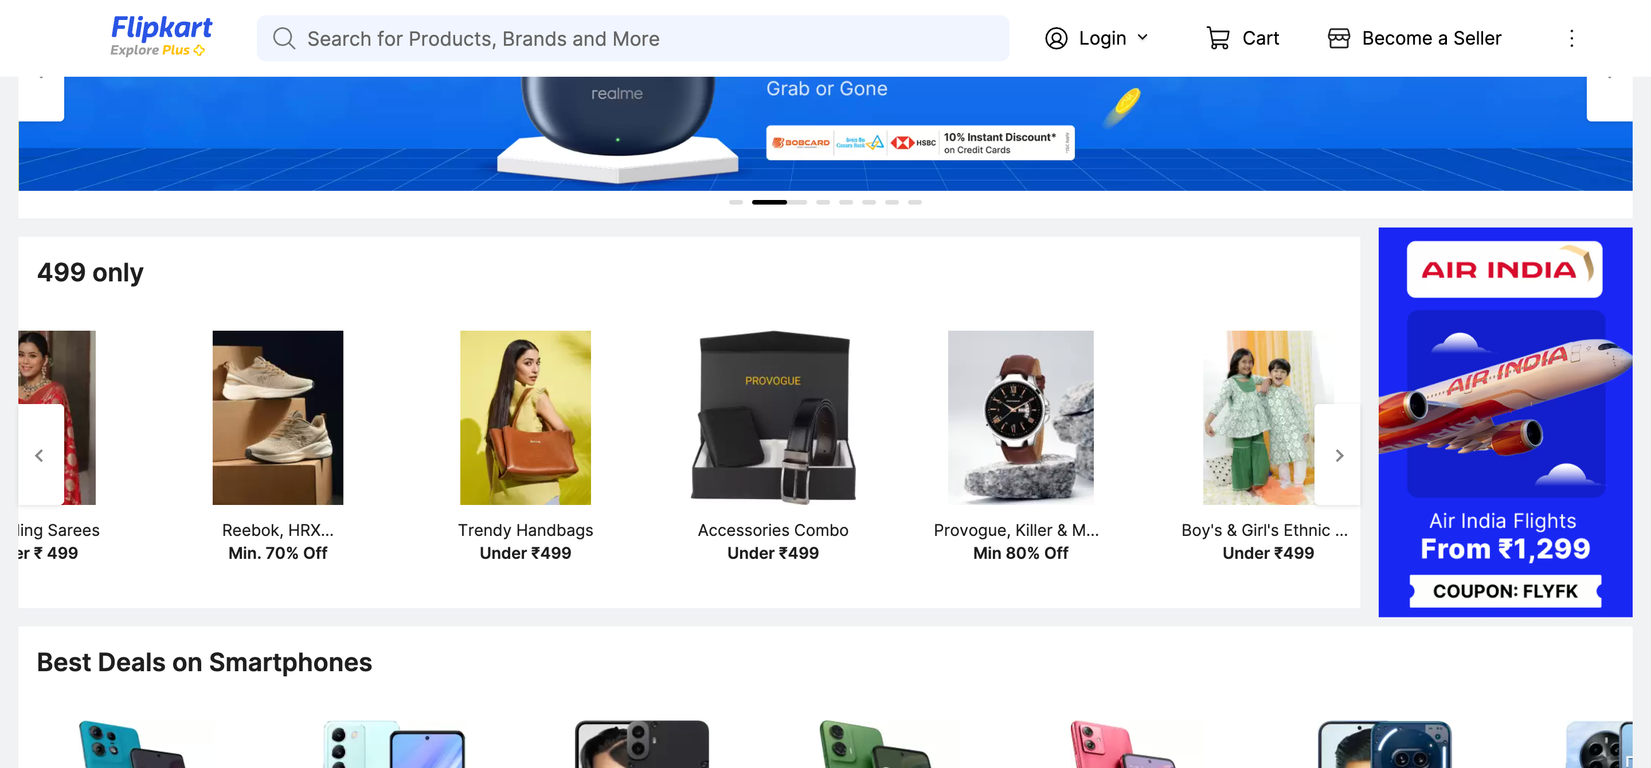 Flipkart
Explore Plus
Search for Products, Brands and More
Login
Cart
Become a Seller
realme
Grab or Gone
BOBCARD
Canara Bank
HSBC
10% Instant Discount*
on Credit Cards
499 only
PROVOGUE
ling Sarees
er ₹ 499
Reebok, HRX...
Min. 70% Off
Trendy Handbags
Under ₹499
Accessories Combo
Under ₹499
Provogue, Killer & M...
Min 80% Off
Boy's & Girl's Ethnic ...
Under ₹499
AIR INDIA
AIR INDIA
Air India Flights
From ₹1,299
COUPON: FLYFK
Best Deals on Smartphones